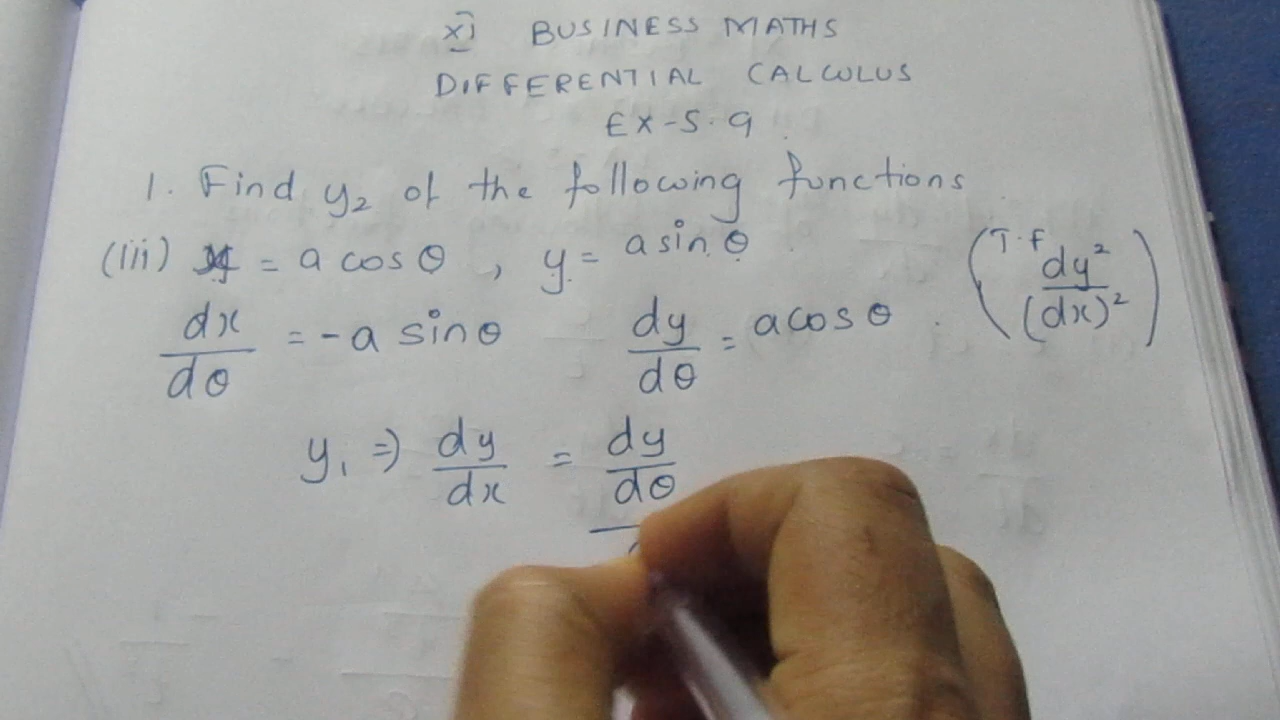 XI BUSINESS MATHS
DIFFERENTIAL CALCULUS
EX-5.9.
1. Find y₂ of the following functions
(iii) x = a cos θ, y = a sin θ. (T.F dy²/(dx)²)
dx/dθ = -a sin θ dy/dθ = a cos θ.
y₁ ⇒ dy/dx = dy/dθ